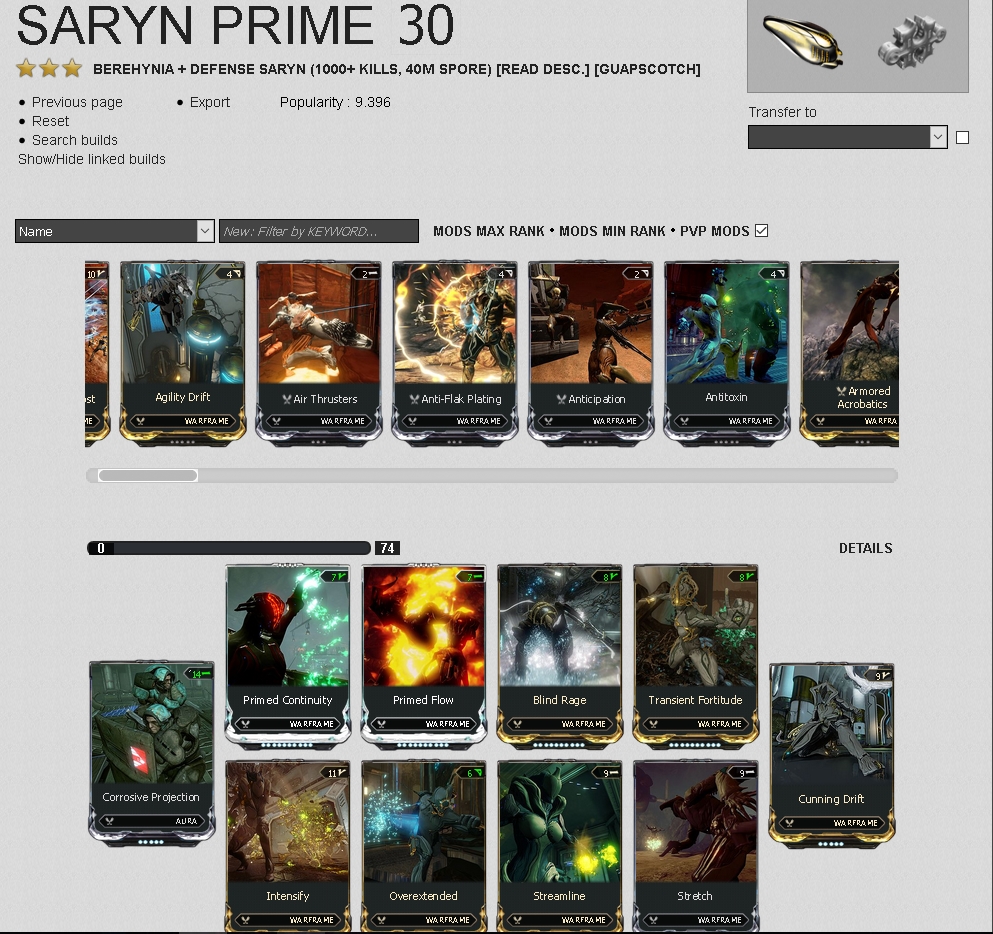 SARYN PRIME 30
BEREHYNIA + DEFENSE SARYN (1000+ KILLS, 40M SPORE) [READ DESC.] [GUAPSCOTCH]
Previous page
Export
Popularity : 9.396
Reset
Search builds
Show/Hide linked builds
Transfer to
Name
New: Filter by KEYWORD...
MODS MAX RANK • MODS MIN RANK • PVP MODS
10
4
2
4
2
4
st
Agility Drift
Air Thrusters
Anti-Flak Plating
Anticipation
Antitoxin
Armored
Acrobatics
ME
WARFRAME
WARFRAME
WARFRAME
WARFRAME
WARFRAME
WARFRA
0
74
DETAILS
7
7
8
8
Primed Continuity
Primed Flow
Blind Rage
Transient Fortitude
WARFRAME
WARFRAME
WARFRAME
WARFRAME
14
Corrosive Projection
AURA
9
Cunning Drift
WARFRAME
11
6
9
9
Intensify
Overextended
Streamline
Stretch
WARFRAME
WARFRAME
WARFRAME
WARFRAME